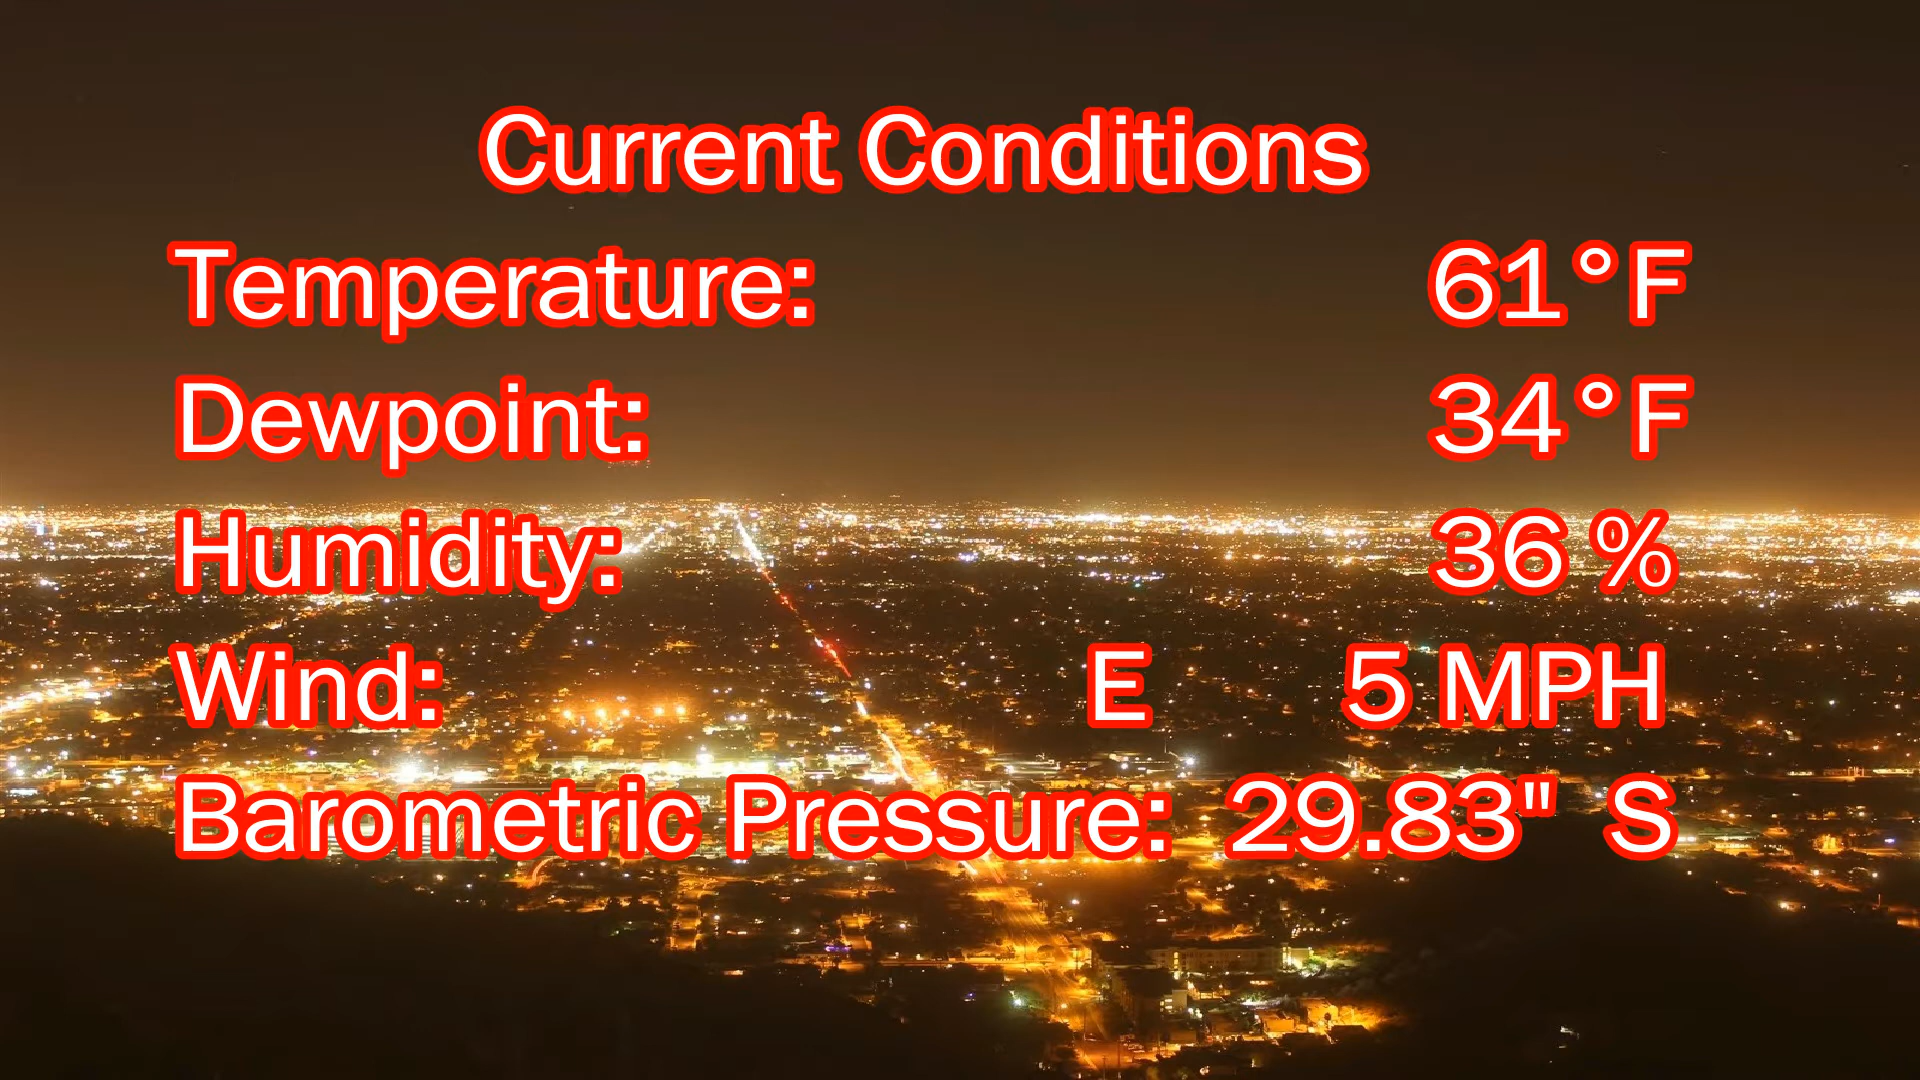 Current Conditions
Temperature: 61°F
Dewpoint: 34°F
Humidity: 36 %
Wind: E 5 MPH
Barometric Pressure: 29.83" S